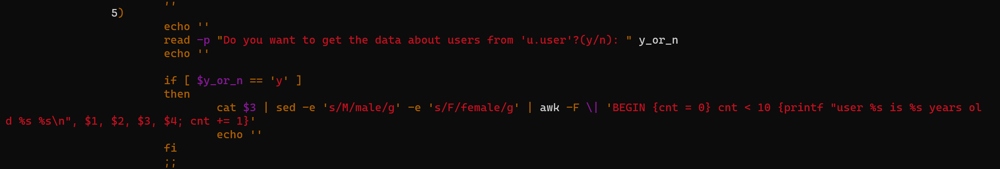 ''
5)
echo ''
read -p "Do you want to get the data about users from 'u.user'?(y/n): " y_or_n
echo ''
if [ $y_or_n == 'y' ]
then
cat $3 | sed -e 's/M/male/g' -e 's/F/female/g' | awk -F \| 'BEGIN {cnt = 0} cnt < 10 {printf "user %s is %s years ol
d %s %s\n", $1, $2, $3, $4; cnt += 1}'
echo ''
fi
;;